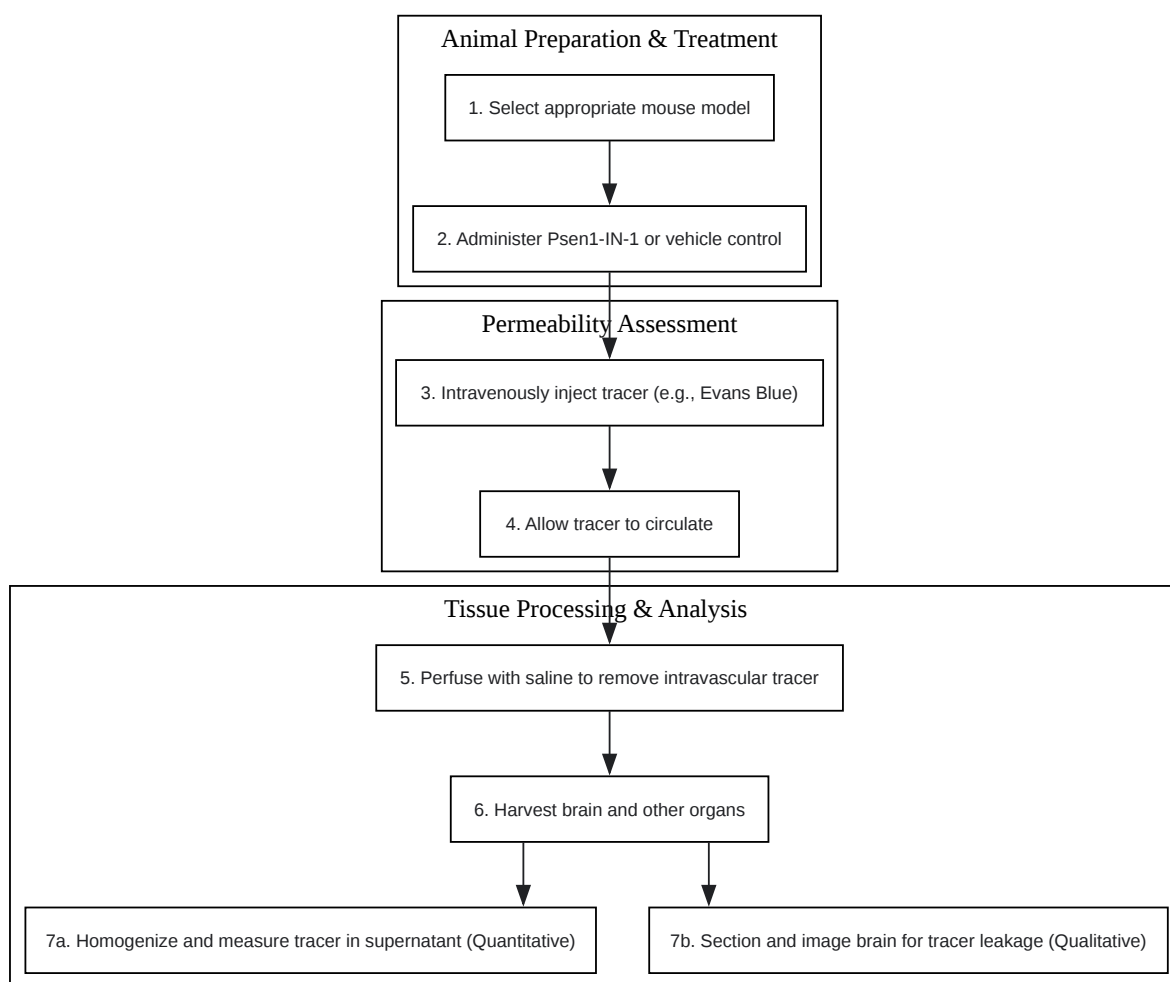 Animal Preparation & Treatment
1. Select appropriate mouse model
2. Administer Psen1-IN-1 or vehicle control
Permeability Assessment
3. Intravenously inject tracer (e.g., Evans Blue)
4. Allow tracer to circulate
Tissue Processing & Analysis
5. Perfuse with saline to remove intravascular tracer
6. Harvest brain and other organs
7a. Homogenize and measure tracer in supernatant (Quantitative)
7b. Section and image brain for tracer leakage (Qualitative)